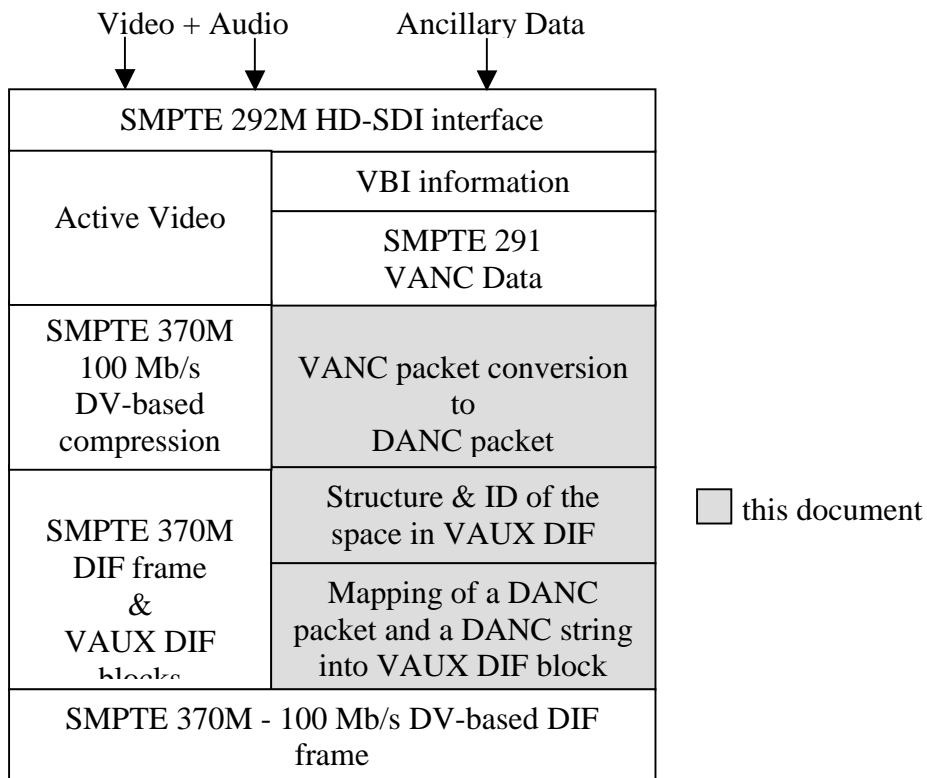 Video + Audio
Ancillary Data
SMPTE 292M HD-SDI interface
Active Video
VBI information
SMPTE 291
VANC Data
SMPTE 370M
100 Mb/s
DV-based
compression
VANC packet conversion
to
DANC packet
SMPTE 370M
DIF frame
&
VAUX DIF
blocks
Structure & ID of the
space in VAUX DIF
Mapping of a DANC
packet and a DANC string
into VAUX DIF block
this document
SMPTE 370M - 100 Mb/s DV-based DIF
frame